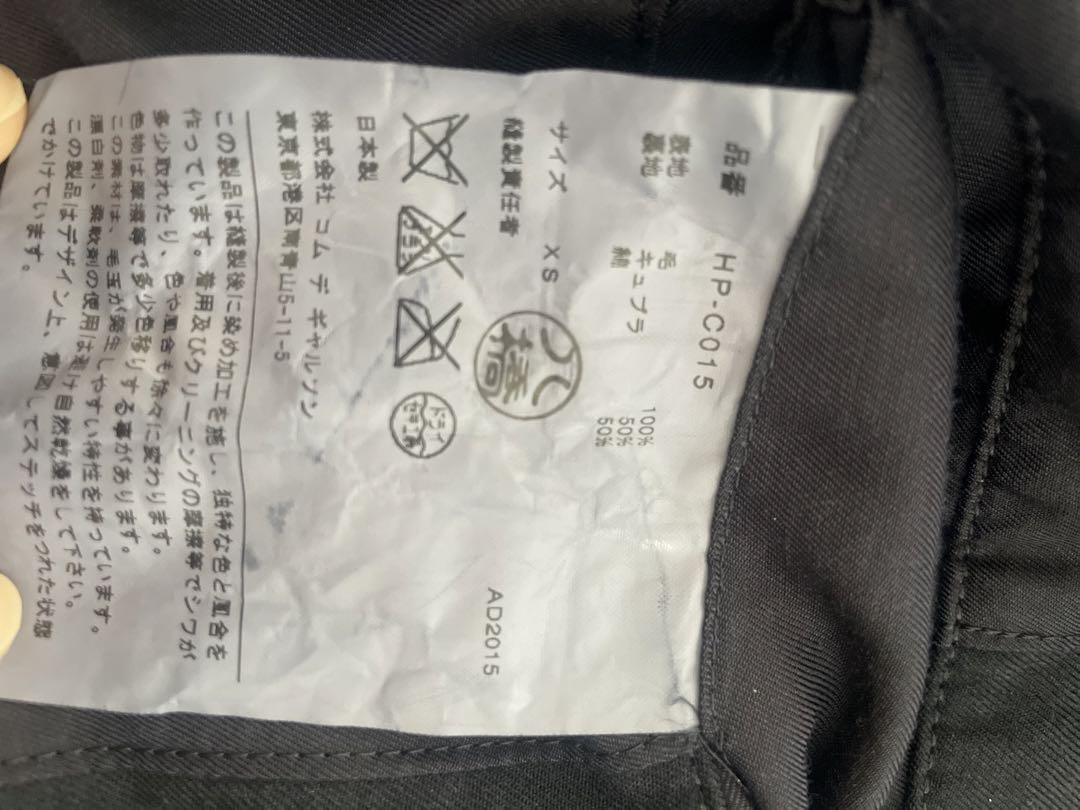 品番 HP-C015
表地 毛 100%
裏地 キュプラ 50%
綿 50%
サイズ XS
縫製責任者
八橋
AD2015
ドライ
セキユ系
日本製
株式会社 コム デ ギャルソン
東京都港区南青山5-11-5
この製品は縫製後に染め加工を施し、独特な色と風合を
作っています。着用及びクリーニングの摩擦等でシワが
多少取れたり、色や風合も徐々に変わります。
色物は摩擦等で多少色移りする事があります。
この素材は、毛玉が発生しやすい特性を持っています。
漂白剤、柔軟剤の使用は避け自然乾燥をして下さい。
この製品はデザイン上、意図してステッチをつれた状態
でかけています。